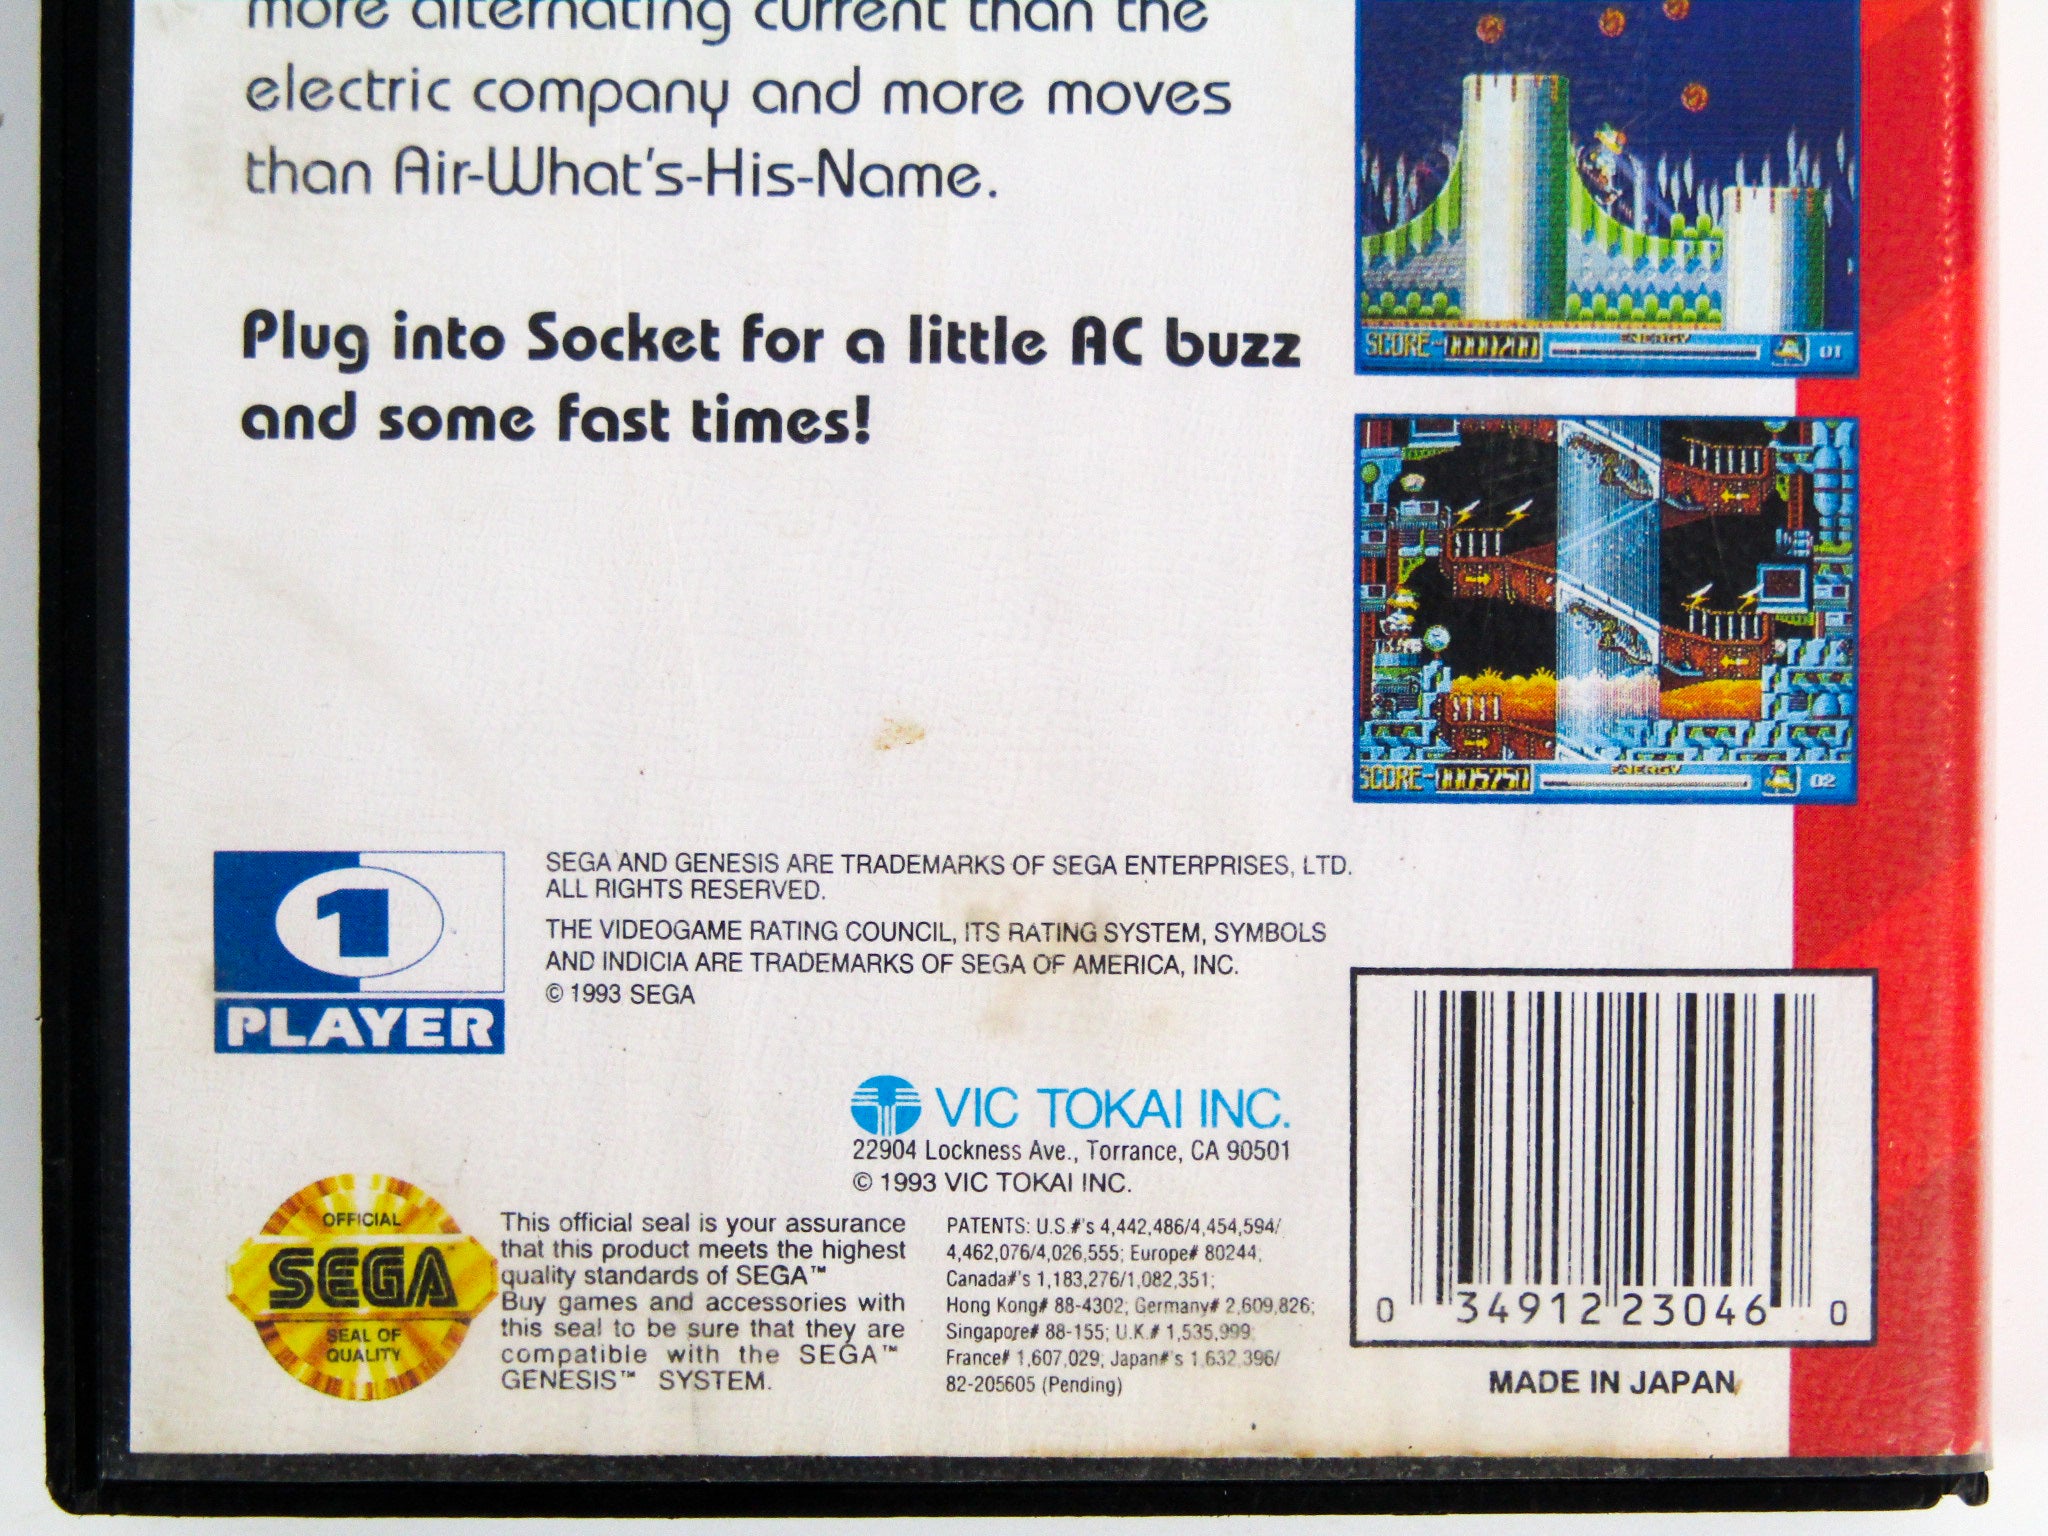 more alternating current than the
electric company and more moves
than Air-What's-His-Name.
Plug into Socket for a little AC buzz
and some fast times!
SCORE- ENERGY 01
SCORE-0005750 ENERGY 02
1
PLAYER
SEGA AND GENESIS ARE TRADEMARKS OF SEGA ENTERPRISES, LTD.
ALL RIGHTS RESERVED.
THE VIDEOGAME RATING COUNCIL, ITS RATING SYSTEM, SYMBOLS
AND INDICIA ARE TRADEMARKS OF SEGA OF AMERICA, INC.
© 1993 SEGA
VIC TOKAI INC.
22904 Lockness Ave., Torrance, CA 90501
© 1993 VIC TOKAI INC.
OFFICIAL
SEGA
SEAL OF
QUALITY
This official seal is your assurance
that this product meets the highest
quality standards of SEGA™
Buy games and accessories with
this seal to be sure that they are
compatible with the SEGA™
GENESIS™ SYSTEM.
PATENTS: U.S.#'s 4,442,486/4,454,594/
4,462,076/4,026,555; Europe# 80244,
Canada#'s 1,183,276/1,082,351;
Hong Kong# 88-4302; Germany# 2,609,826;
Singapore# 88-155; U.K.# 1,535,999
France# 1,607,029; Japan#'s 1,632,396/
82-205605 (Pending)
0 34912 23046 0
MADE IN JAPAN